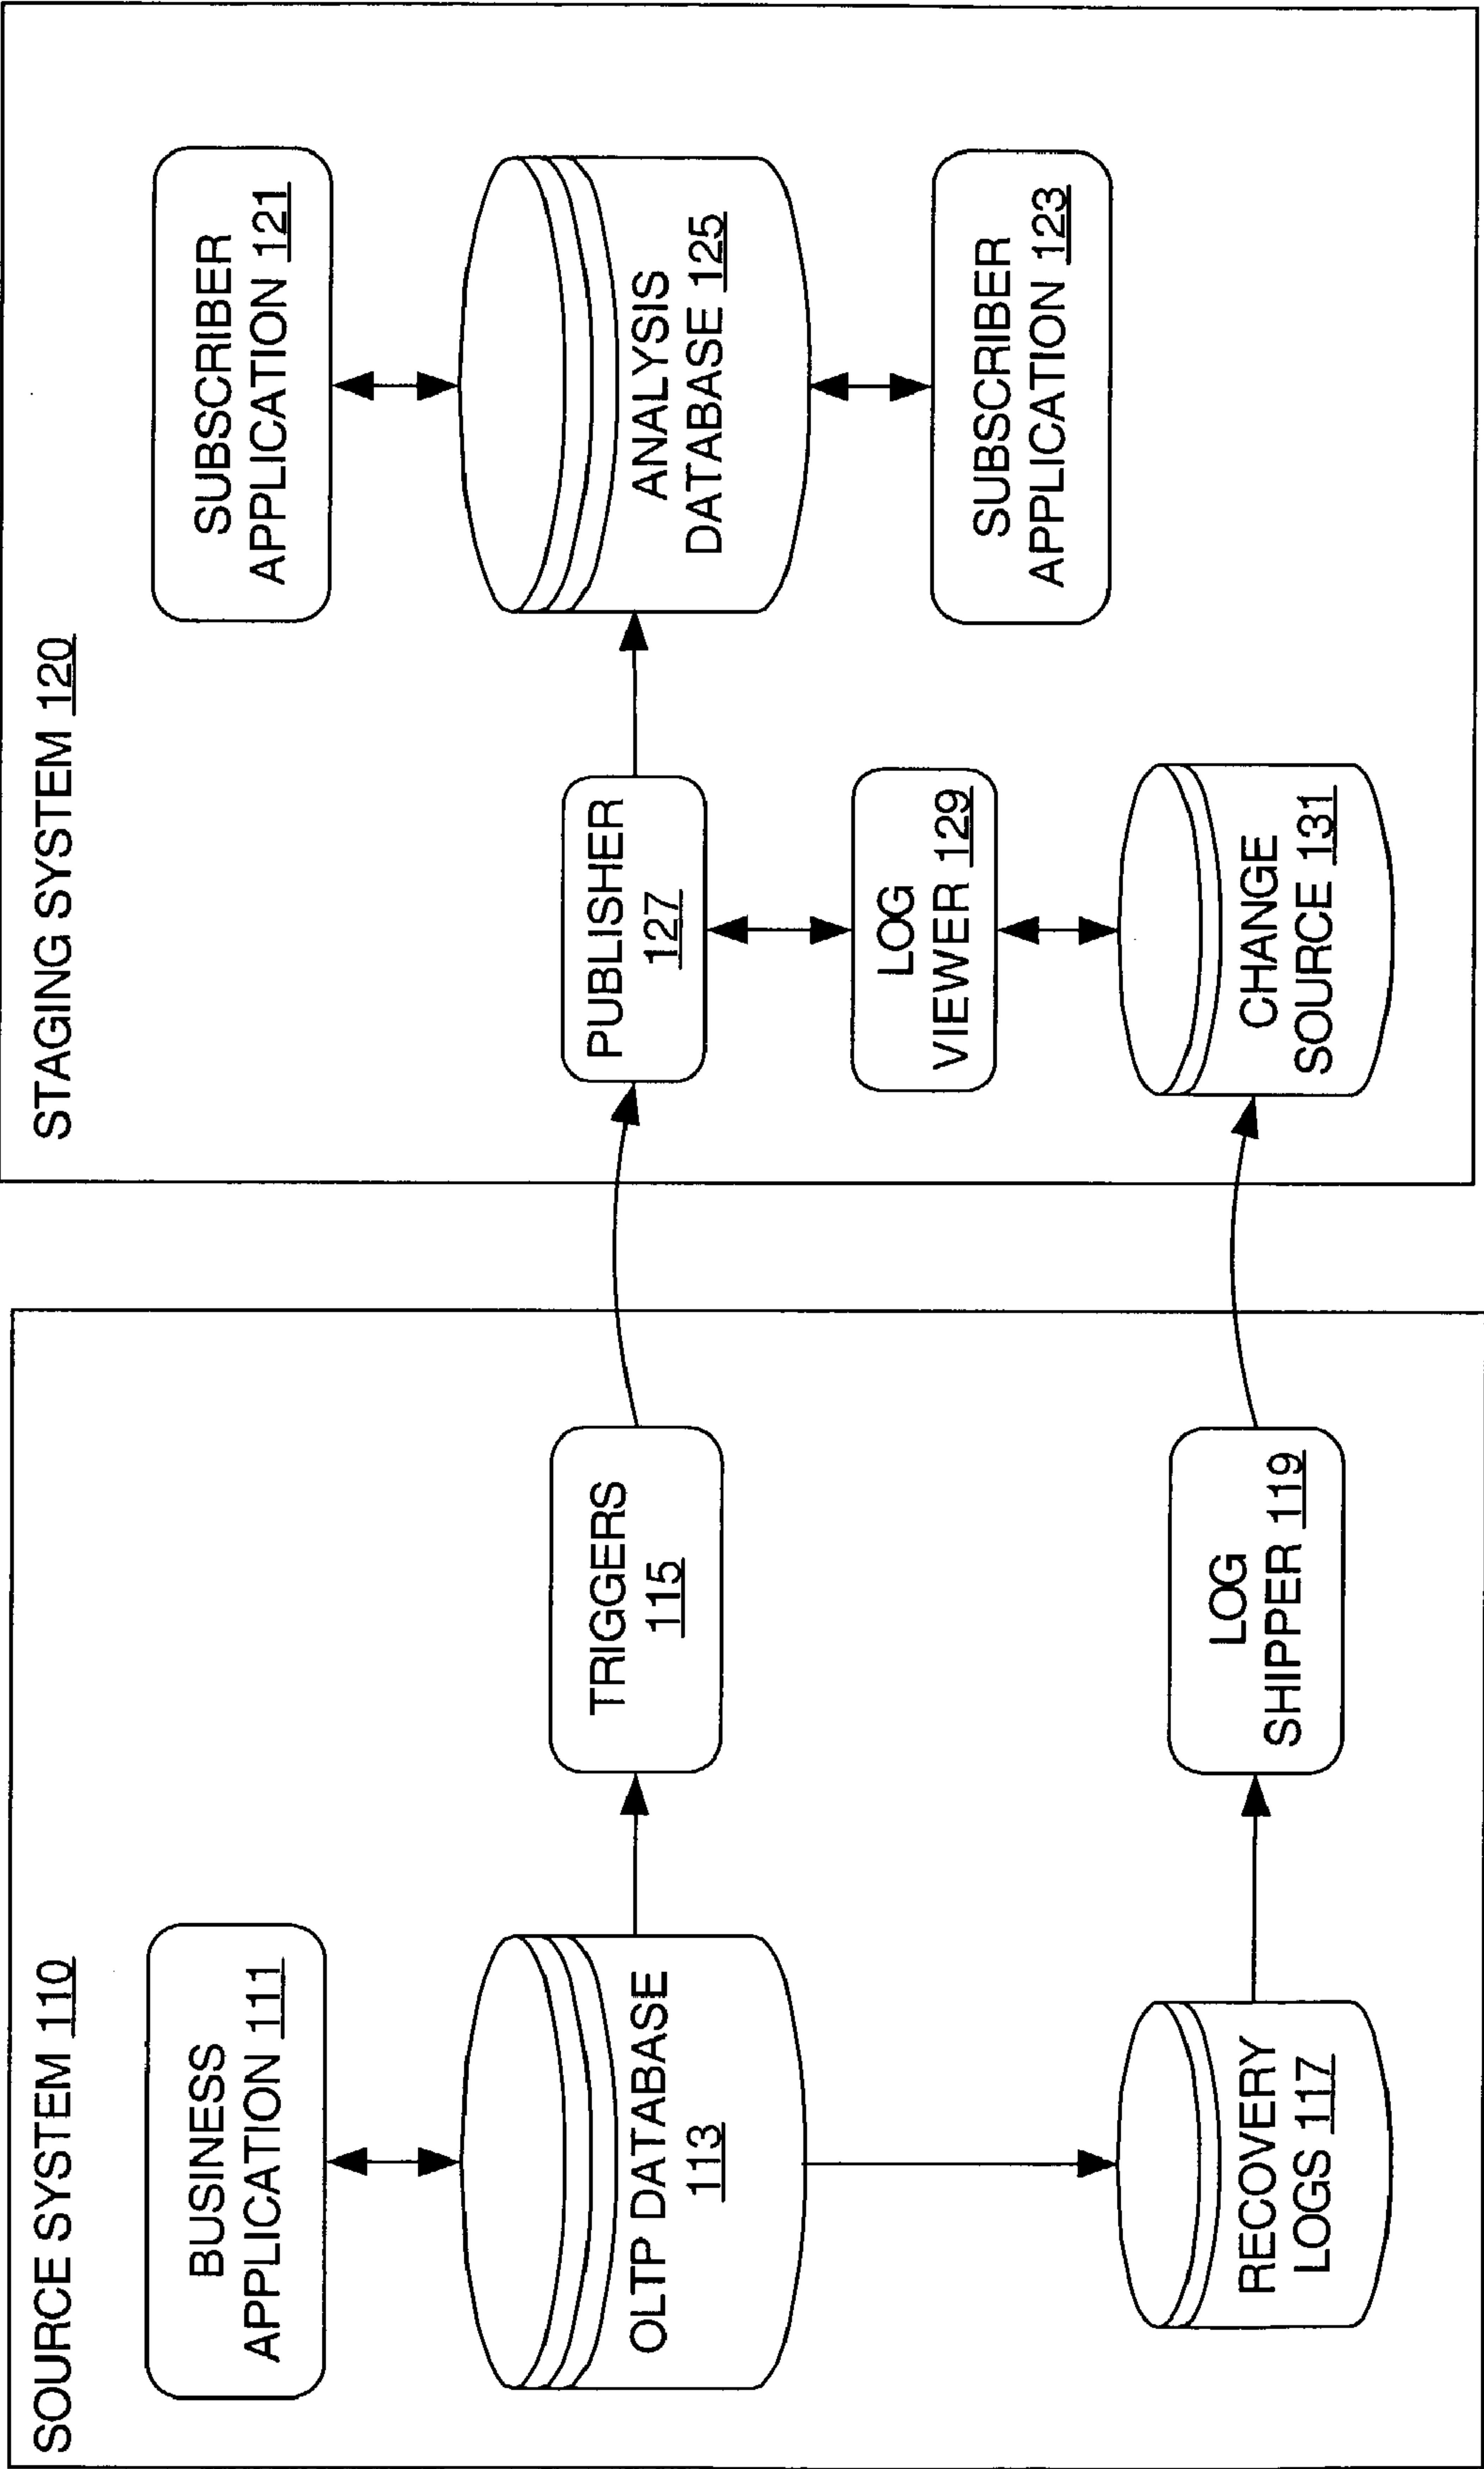 SOURCE SYSTEM 110
BUSINESS
APPLICATION 111
OLTP DATABASE
113
TRIGGERS
115
RECOVERY
LOGS 117
LOG
SHIPPER 119
STAGING SYSTEM 120
SUBSCRIBER
APPLICATION 121
PUBLISHER
127
ANALYSIS
DATABASE 125
LOG
VIEWER 129
SUBSCRIBER
APPLICATION 123
CHANGE
SOURCE 131